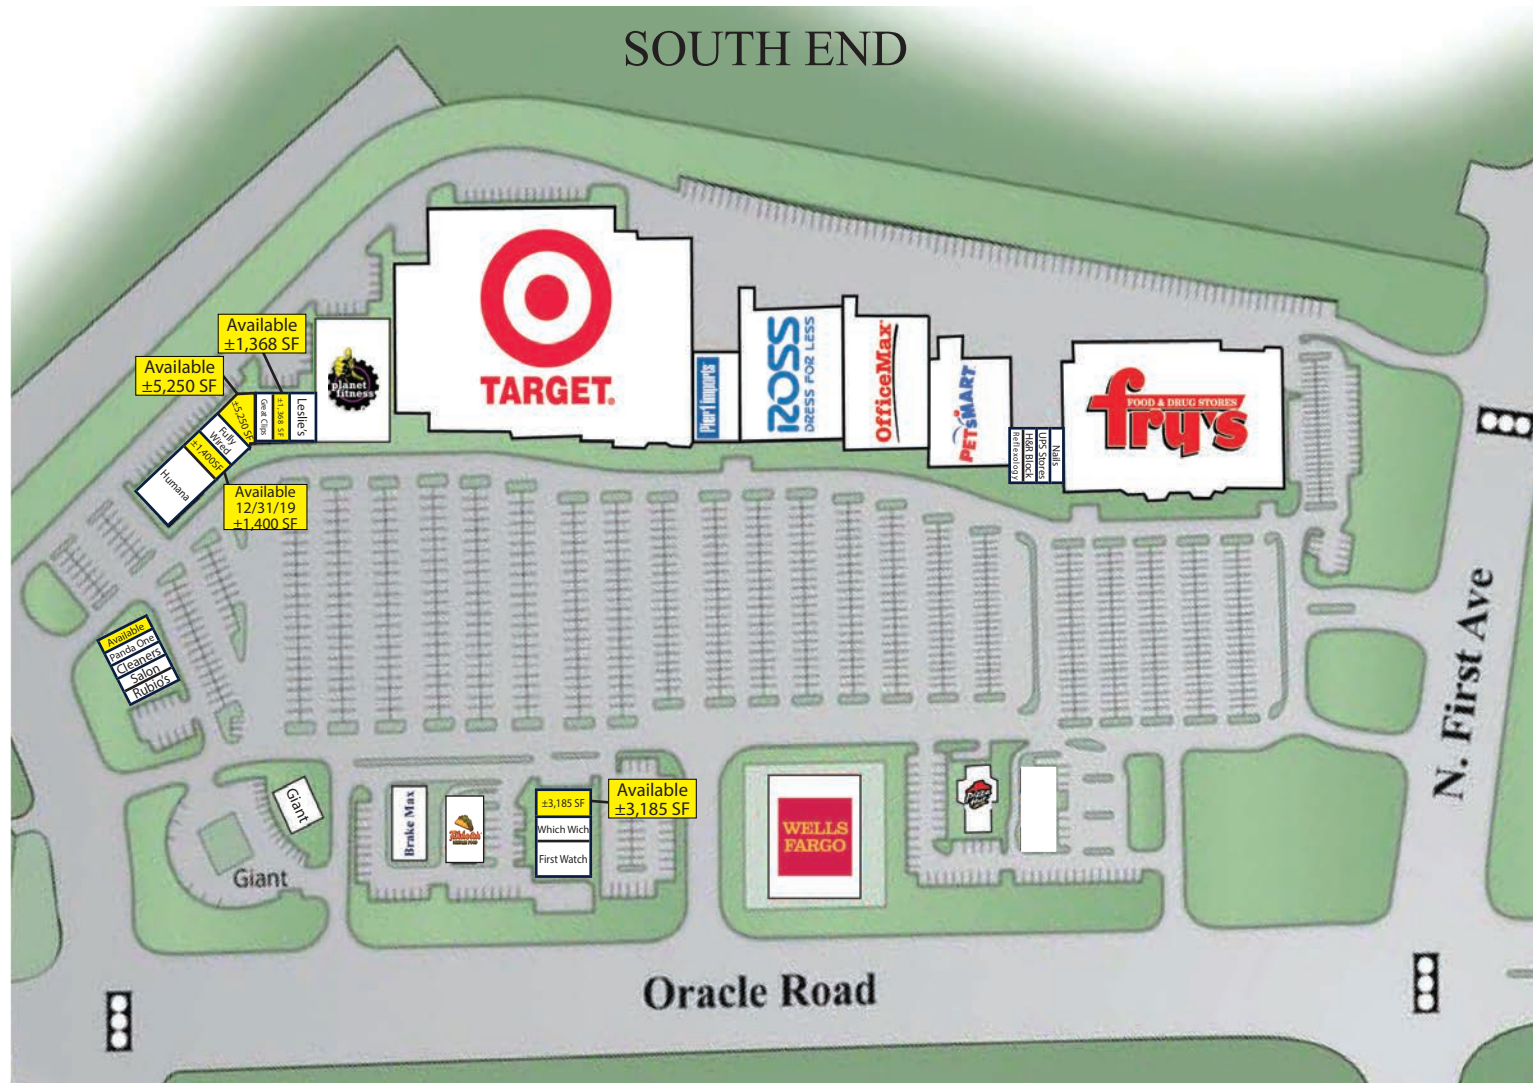 SOUTH END
Available
±1,368 SF
Available
±5,250 SF
±5,250 SF
Great Clips
±1,368 SF
Leslie's
Fully
Wired
±1,400SF
Humana
Available
12/31/19
±1,400 SF
planet
fitness
TARGET.
Pier1 imports
ROSS
DRESS FOR LESS
OfficeMax
PETSMART
Reflexology
H&R Block
UPS Stores
Nails
fry's
FOOD & DRUG STORES
N. First Ave
Available
Panda One
Cleaners
Salon
Rubio's
Giant
Giant
Brake Max
±3,185 SF
Which Wich
First Watch
Available
±3,185 SF
WELLS
FARGO
Pizza
Hut
Oracle Road